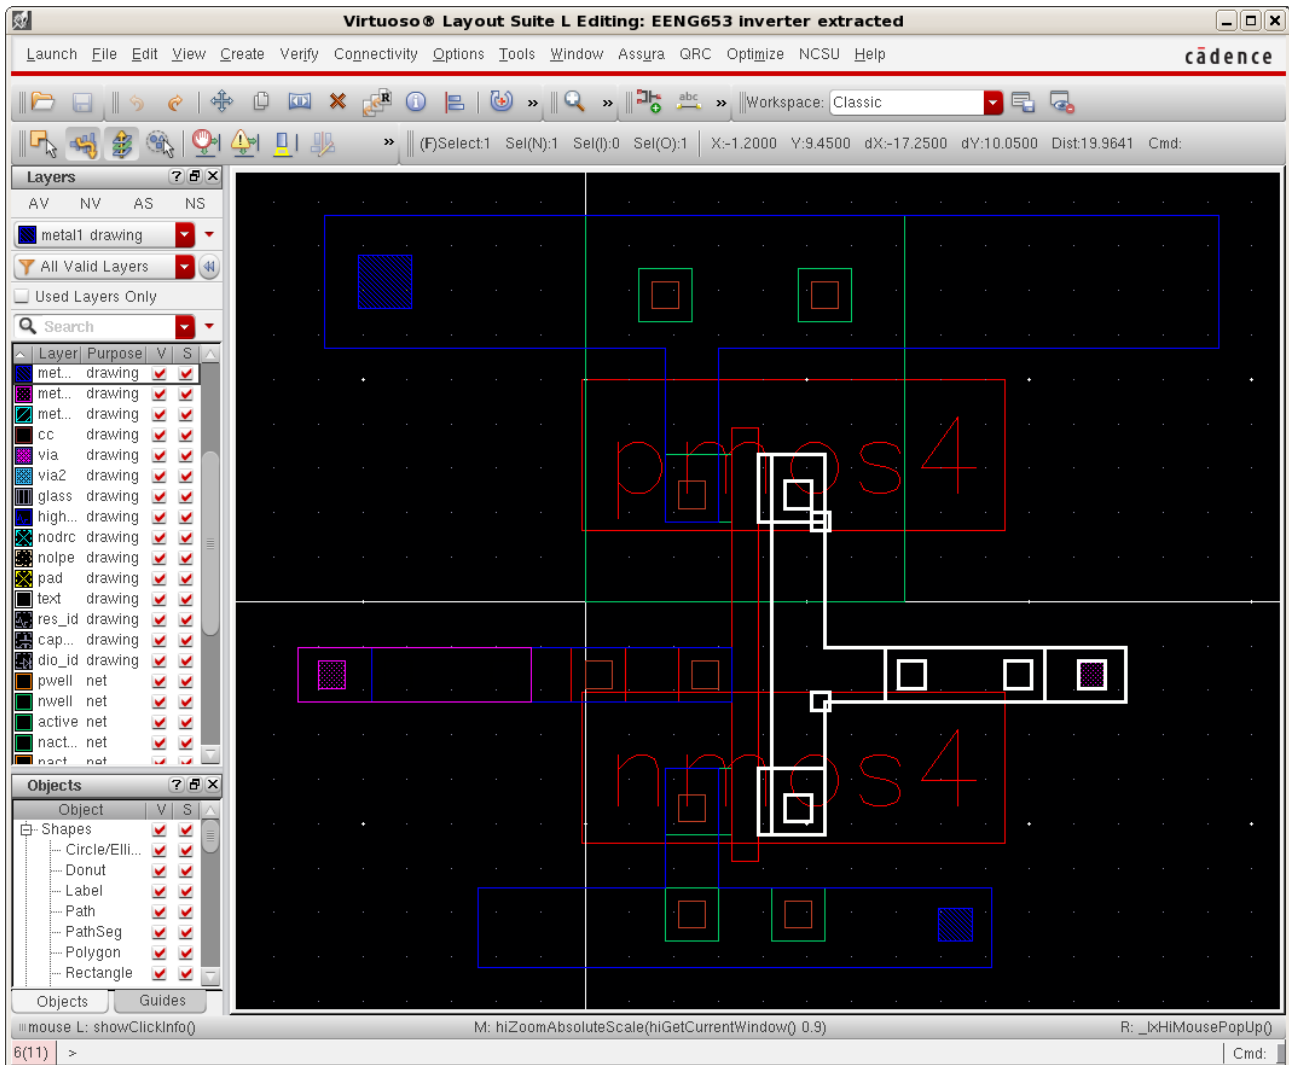 Virtuoso® Layout Suite L Editing: EENG653 inverter extracted
Launch File Edit View Create Verify Connectivity Options Tools Window Assura QRC Optimize NCSU Help
cādence
R
»
»
abc
»
Workspace: Classic
»
(F)Select:1 Sel(N):1 Sel(I):0 Sel(O):1 X:-1.2000 Y:9.4500 dX:-17.2500 dY:10.0500 Dist:19.9641 Cmd:
Layers
AV NV AS NS
metal1 drawing
All Valid Layers
Used Layers Only
Search
Layer Purpose V S
met... drawing
met... drawing
met... drawing
cc drawing
via drawing
via2 drawing
glass drawing
high... drawing
nodrc drawing
nolpe drawing
pad drawing
text drawing
res_id drawing
cap... drawing
dio_id drawing
pwell net
nwell net
active net
nact... net
pact net
pmos4
nmos4
Objects
Object V S
Shapes
Circle/Elli...
Donut
Label
Path
PathSeg
Polygon
Rectangle
Objects Guides
mouse L: showClickInfo() M: hiZoomAbsoluteScale(hiGetCurrentWindow() 0.9) R: _lxHiMousePopUp()
6(11) > Cmd: